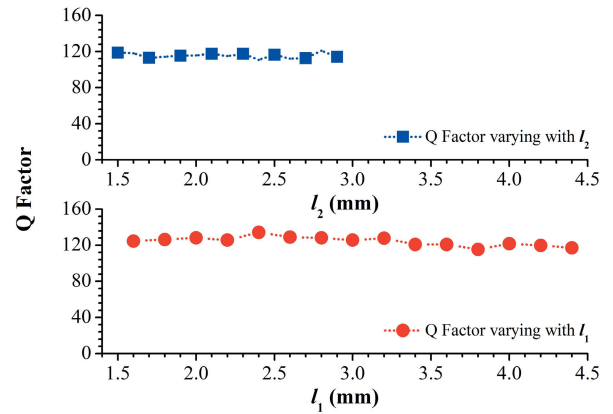 160
120
80
40
0
Q Factor varying with l2
1.5 2.0 2.5 3.0 3.5 4.0 4.5
l2 (mm)
Q Factor
160
120
80
40
0
Q Factor varying with l1
1.5 2.0 2.5 3.0 3.5 4.0 4.5
l1 (mm)